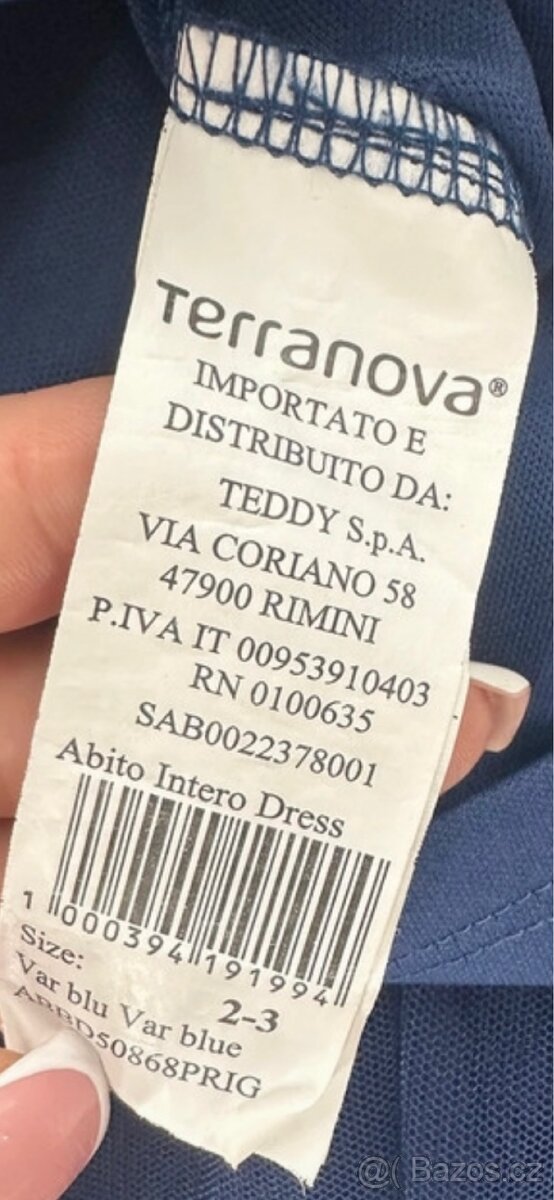 Terranova®
IMPORTATO E
DISTRIBUITO DA:
TEDDY S.p.A.
VIA CORIANO 58
47900 RIMINI
P.IVA IT 00953910403
RN 0100635
SAB0022378001
Abito Intero Dress
1 000394 191994
Size:
2-3
Var blu Var blue
@( Bazos.cz